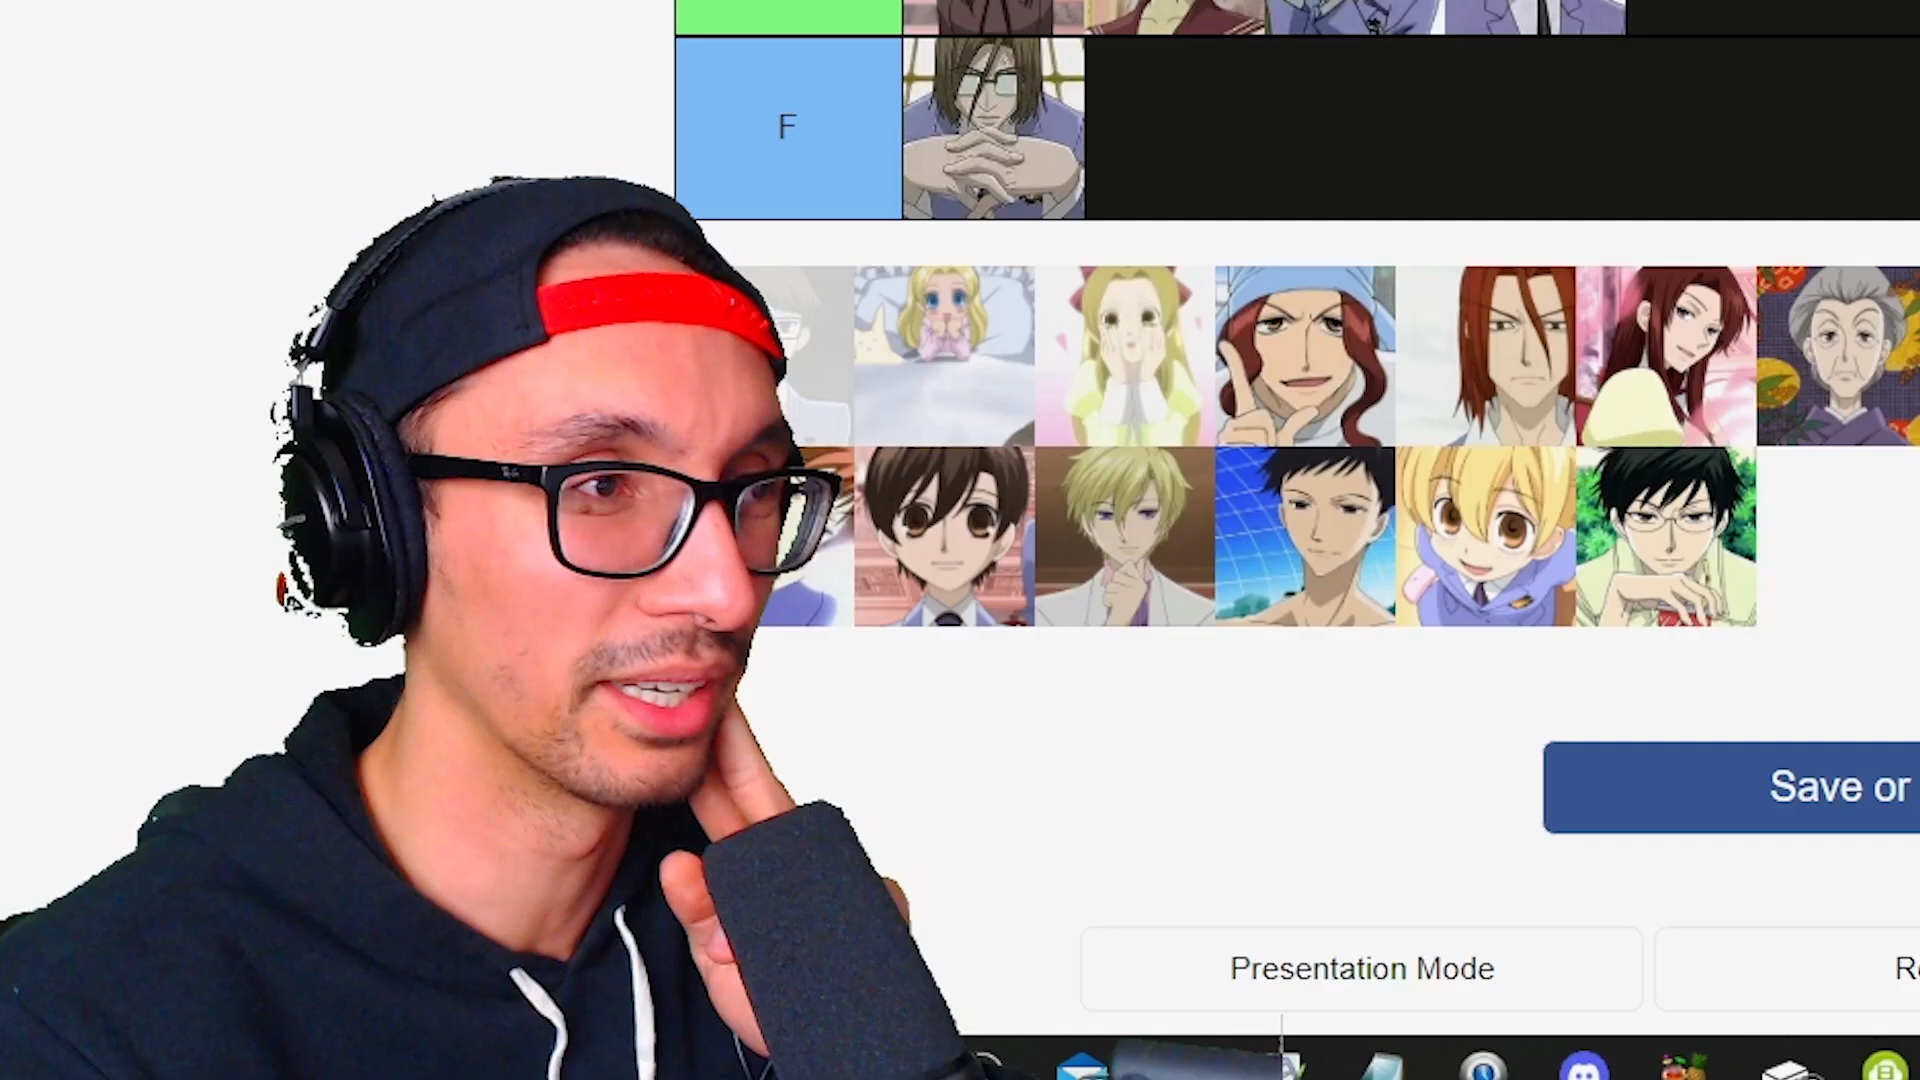 F
Save or
Presentation Mode